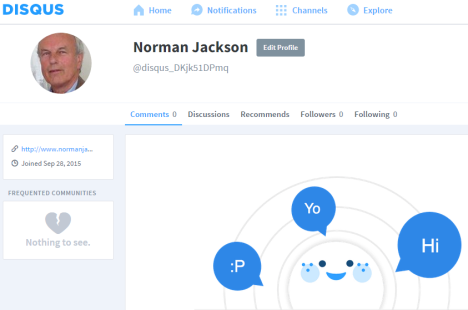 DISQUS
Home Notifications Channels Explore
Norman Jackson Edit Profile
@disqus_DKjk51DPmq
Comments 0 Discussions Recommends Followers 0 Following 0
http://www.normanja...
Joined Sep 28, 2015
FREQUENTED COMMUNITIES
Nothing to see.
Yo
Hi
:P